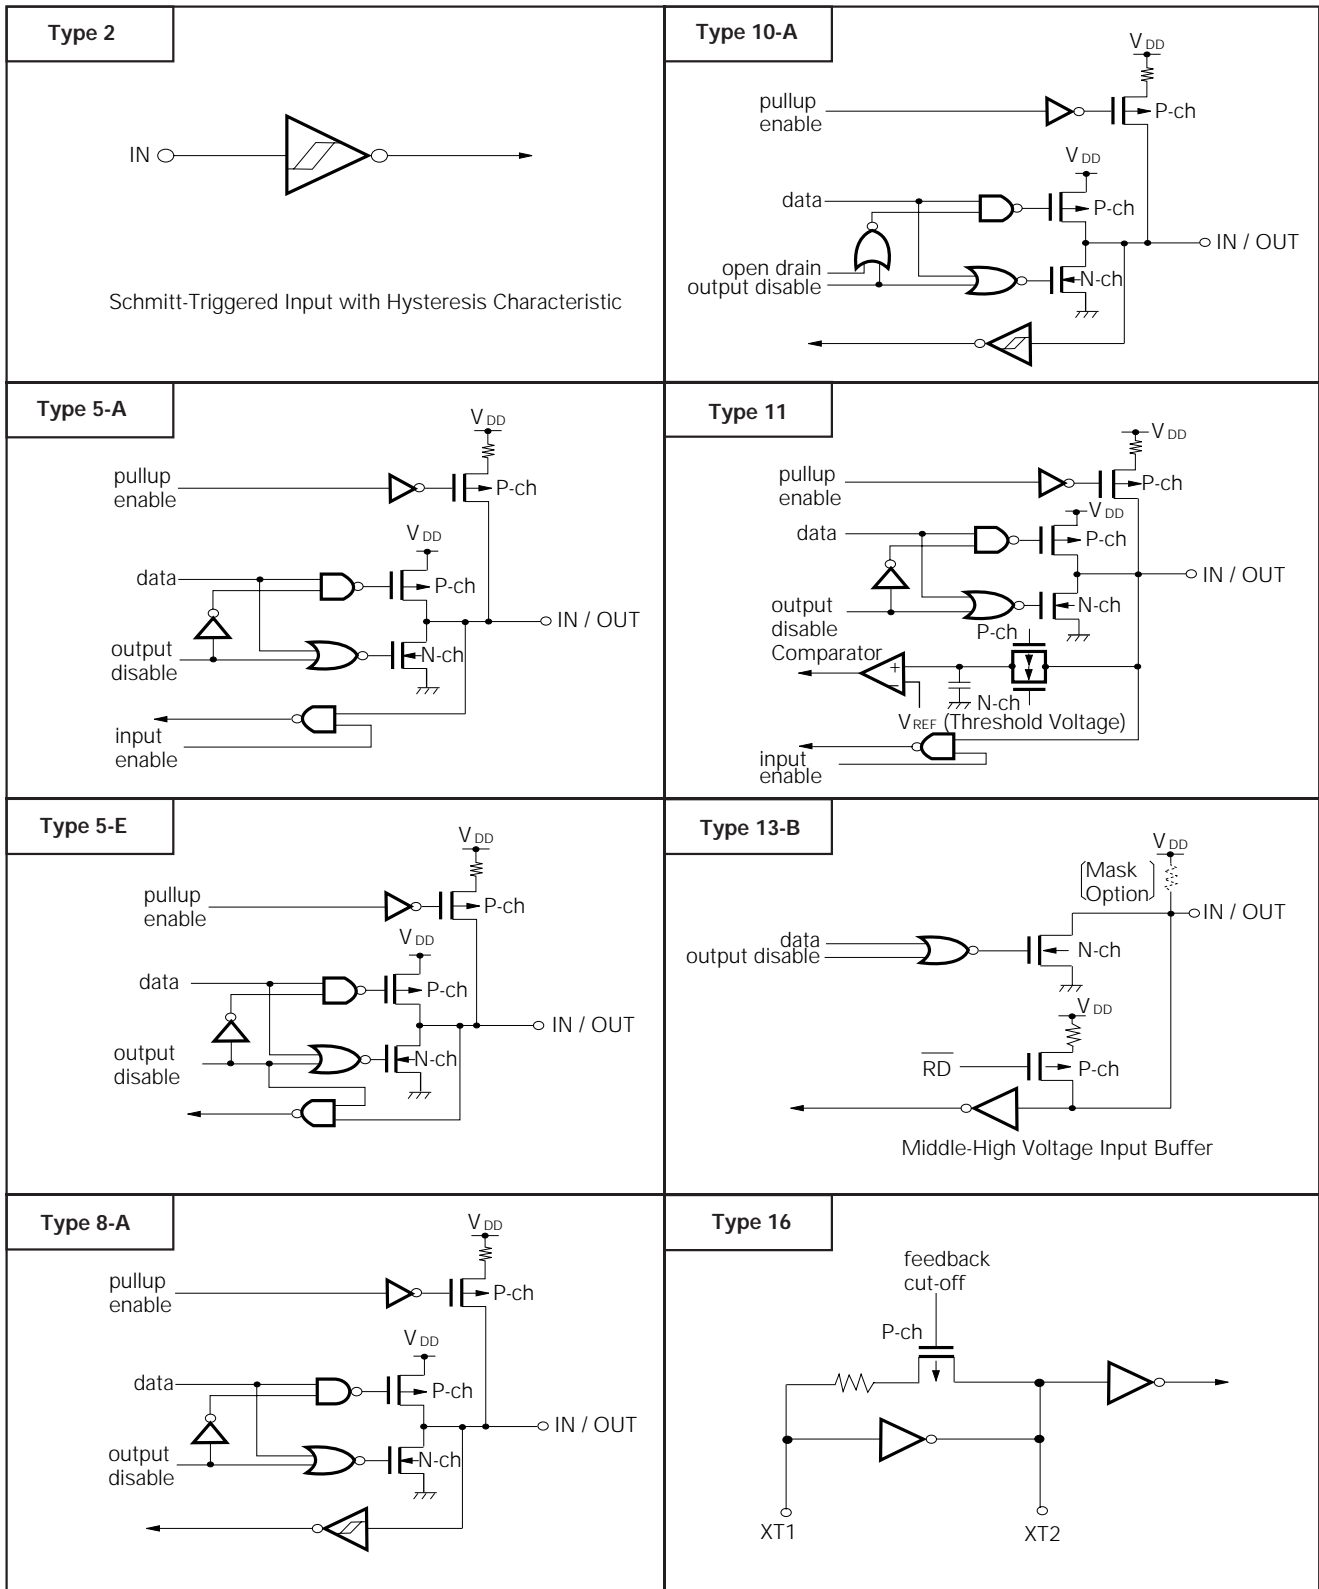 Type 2
IN
Schmitt-Triggered Input with Hysteresis Characteristic
Type 10-A
VDD
pullup
enable
P-ch
VDD
data
P-ch
IN / OUT
open drain
output disable
N-ch
Type 5-A
VDD
pullup
enable
P-ch
VDD
data
P-ch
IN / OUT
output
disable
N-ch
input
enable
Type 11
VDD
pullup
enable
P-ch
VDD
data
P-ch
IN / OUT
output
disable
N-ch
P-ch
Comparator
+
−
N-ch
VREF (Threshold Voltage)
input
enable
Type 5-E
VDD
pullup
enable
P-ch
VDD
data
P-ch
IN / OUT
output
disable
N-ch
Type 13-B
VDD
(Mask
Option)
IN / OUT
data
output disable
N-ch
VDD
RD
P-ch
Middle-High Voltage Input Buffer
Type 8-A
VDD
pullup
enable
P-ch
VDD
data
P-ch
IN / OUT
output
disable
N-ch
Type 16
feedback
cut-off
P-ch
XT1
XT2